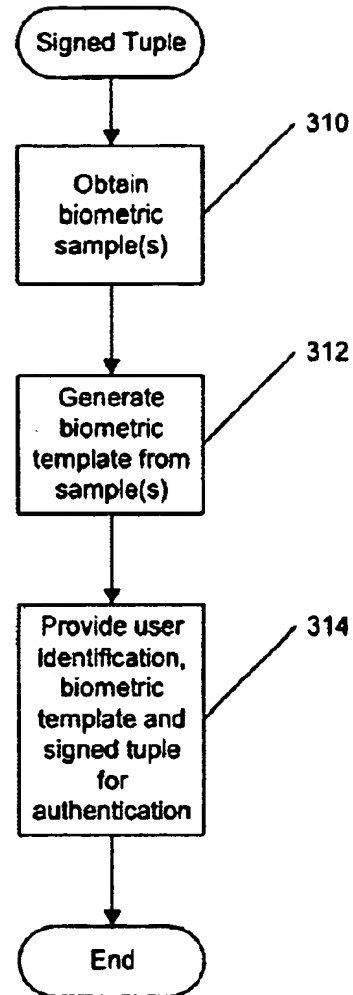 Signed Tuple
310
Obtain
biometric
sample(s)
312
Generate
biometric
template from
sample(s)
314
Provide user
identification,
biometric
template and
signed tuple
for
authentication
End